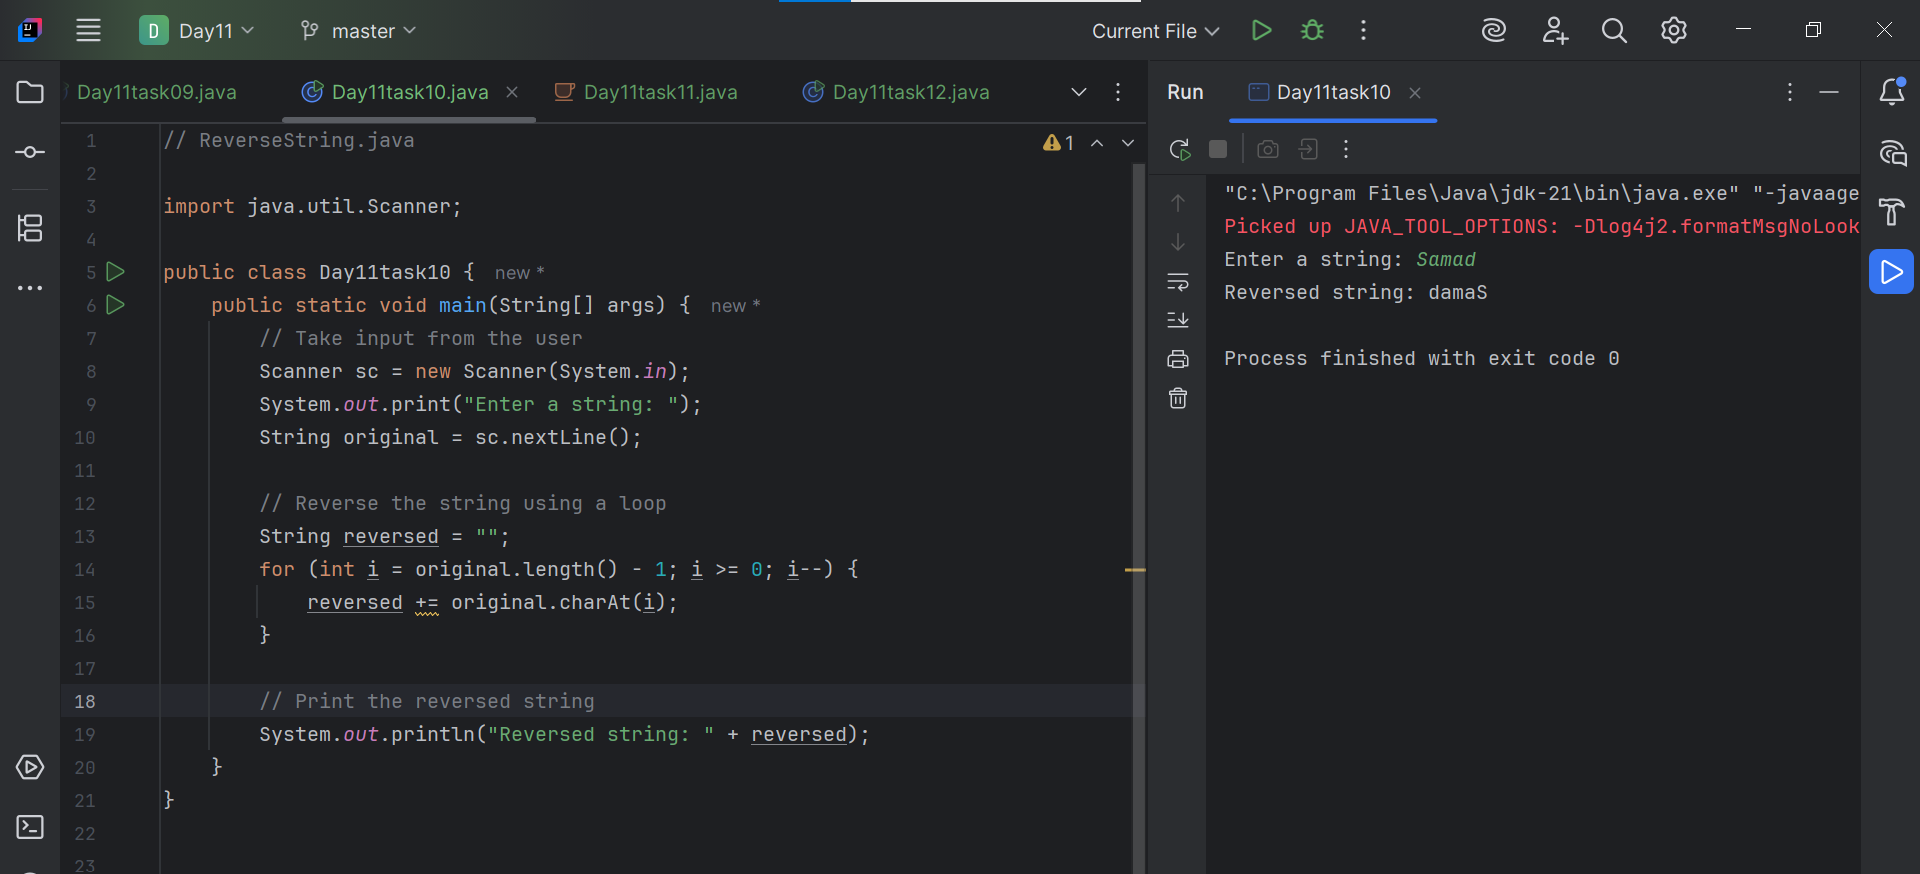 D Day11 master Current File
Day11task09.java Day11task10.java Day11task11.java Day11task12.java
1 // ReverseString.java
2
3 import java.util.Scanner;
4
5 public class Day11task10 { new *
6 public static void main(String[] args) { new *
7 // Take input from the user
8 Scanner sc = new Scanner(System.in);
9 System.out.print("Enter a string: ");
10 String original = sc.nextLine();
11
12 // Reverse the string using a loop
13 String reversed = "";
14 for (int i = original.length() - 1; i >= 0; i--) {
15 reversed += original.charAt(i);
16 }
17
18 // Print the reversed string
19 System.out.println("Reversed string: " + reversed);
20 }
21 }
22
23
1
Run Day11task10
"C:\Program Files\Java\jdk-21\bin\java.exe" "-javaage
Picked up JAVA_TOOL_OPTIONS: -Dlog4j2.formatMsgNoLook
Enter a string: Samad
Reversed string: damaS
Process finished with exit code 0